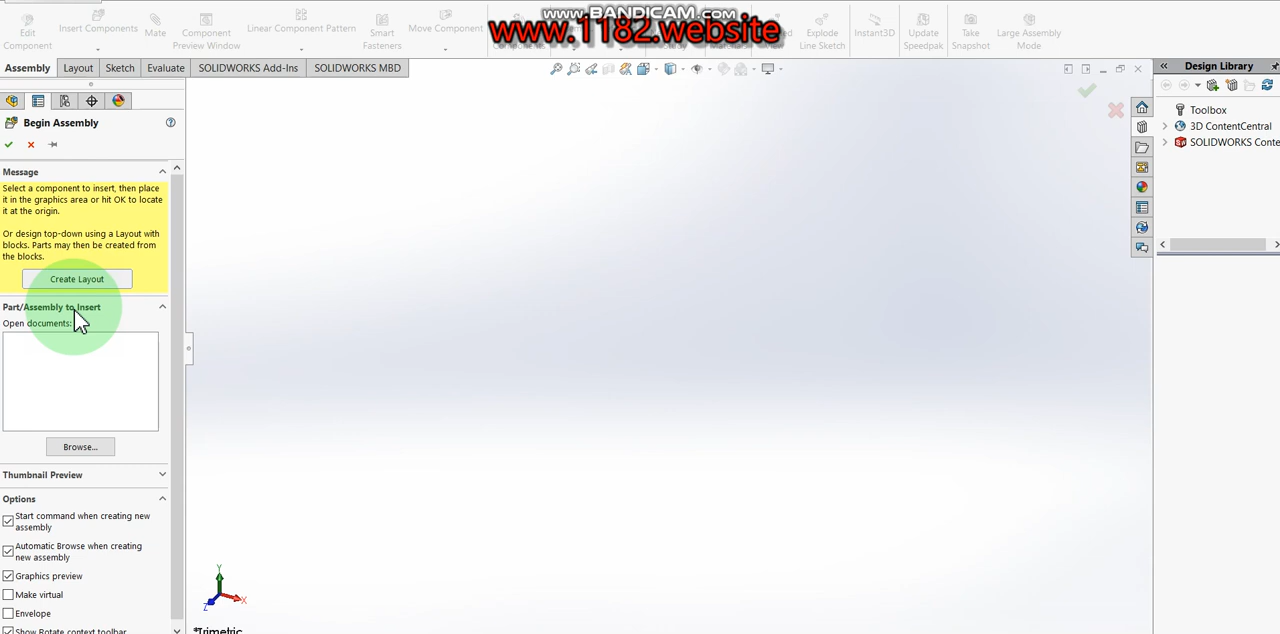 www.BANDICAM.com
www.1182.website
Edit Component
Insert Components
Mate
Component Preview Window
Linear Component Pattern
Smart Fasteners
Move Component
Explode Line Sketch
Instant3D
Update Speedpak
Take Snapshot
Large Assembly Mode
Assembly
Layout
Sketch
Evaluate
SOLIDWORKS Add-Ins
SOLIDWORKS MBD
Design Library
Begin Assembly
Message
Select a component to insert, then place
it in the graphics area or hit OK to locate
it at the origin.
Or design top-down using a Layout with
blocks. Parts may then be created from
the blocks.
Create Layout
Part/Assembly to Insert
Open documents:
Browse...
Thumbnail Preview
Options
Start command when creating new
assembly
Automatic Browse when creating
new assembly
Graphics preview
Make virtual
Envelope
Show Rotate context toolbar
Toolbox
3D ContentCentral
SOLIDWORKS Conte
Y
X
Z
*Trimetric